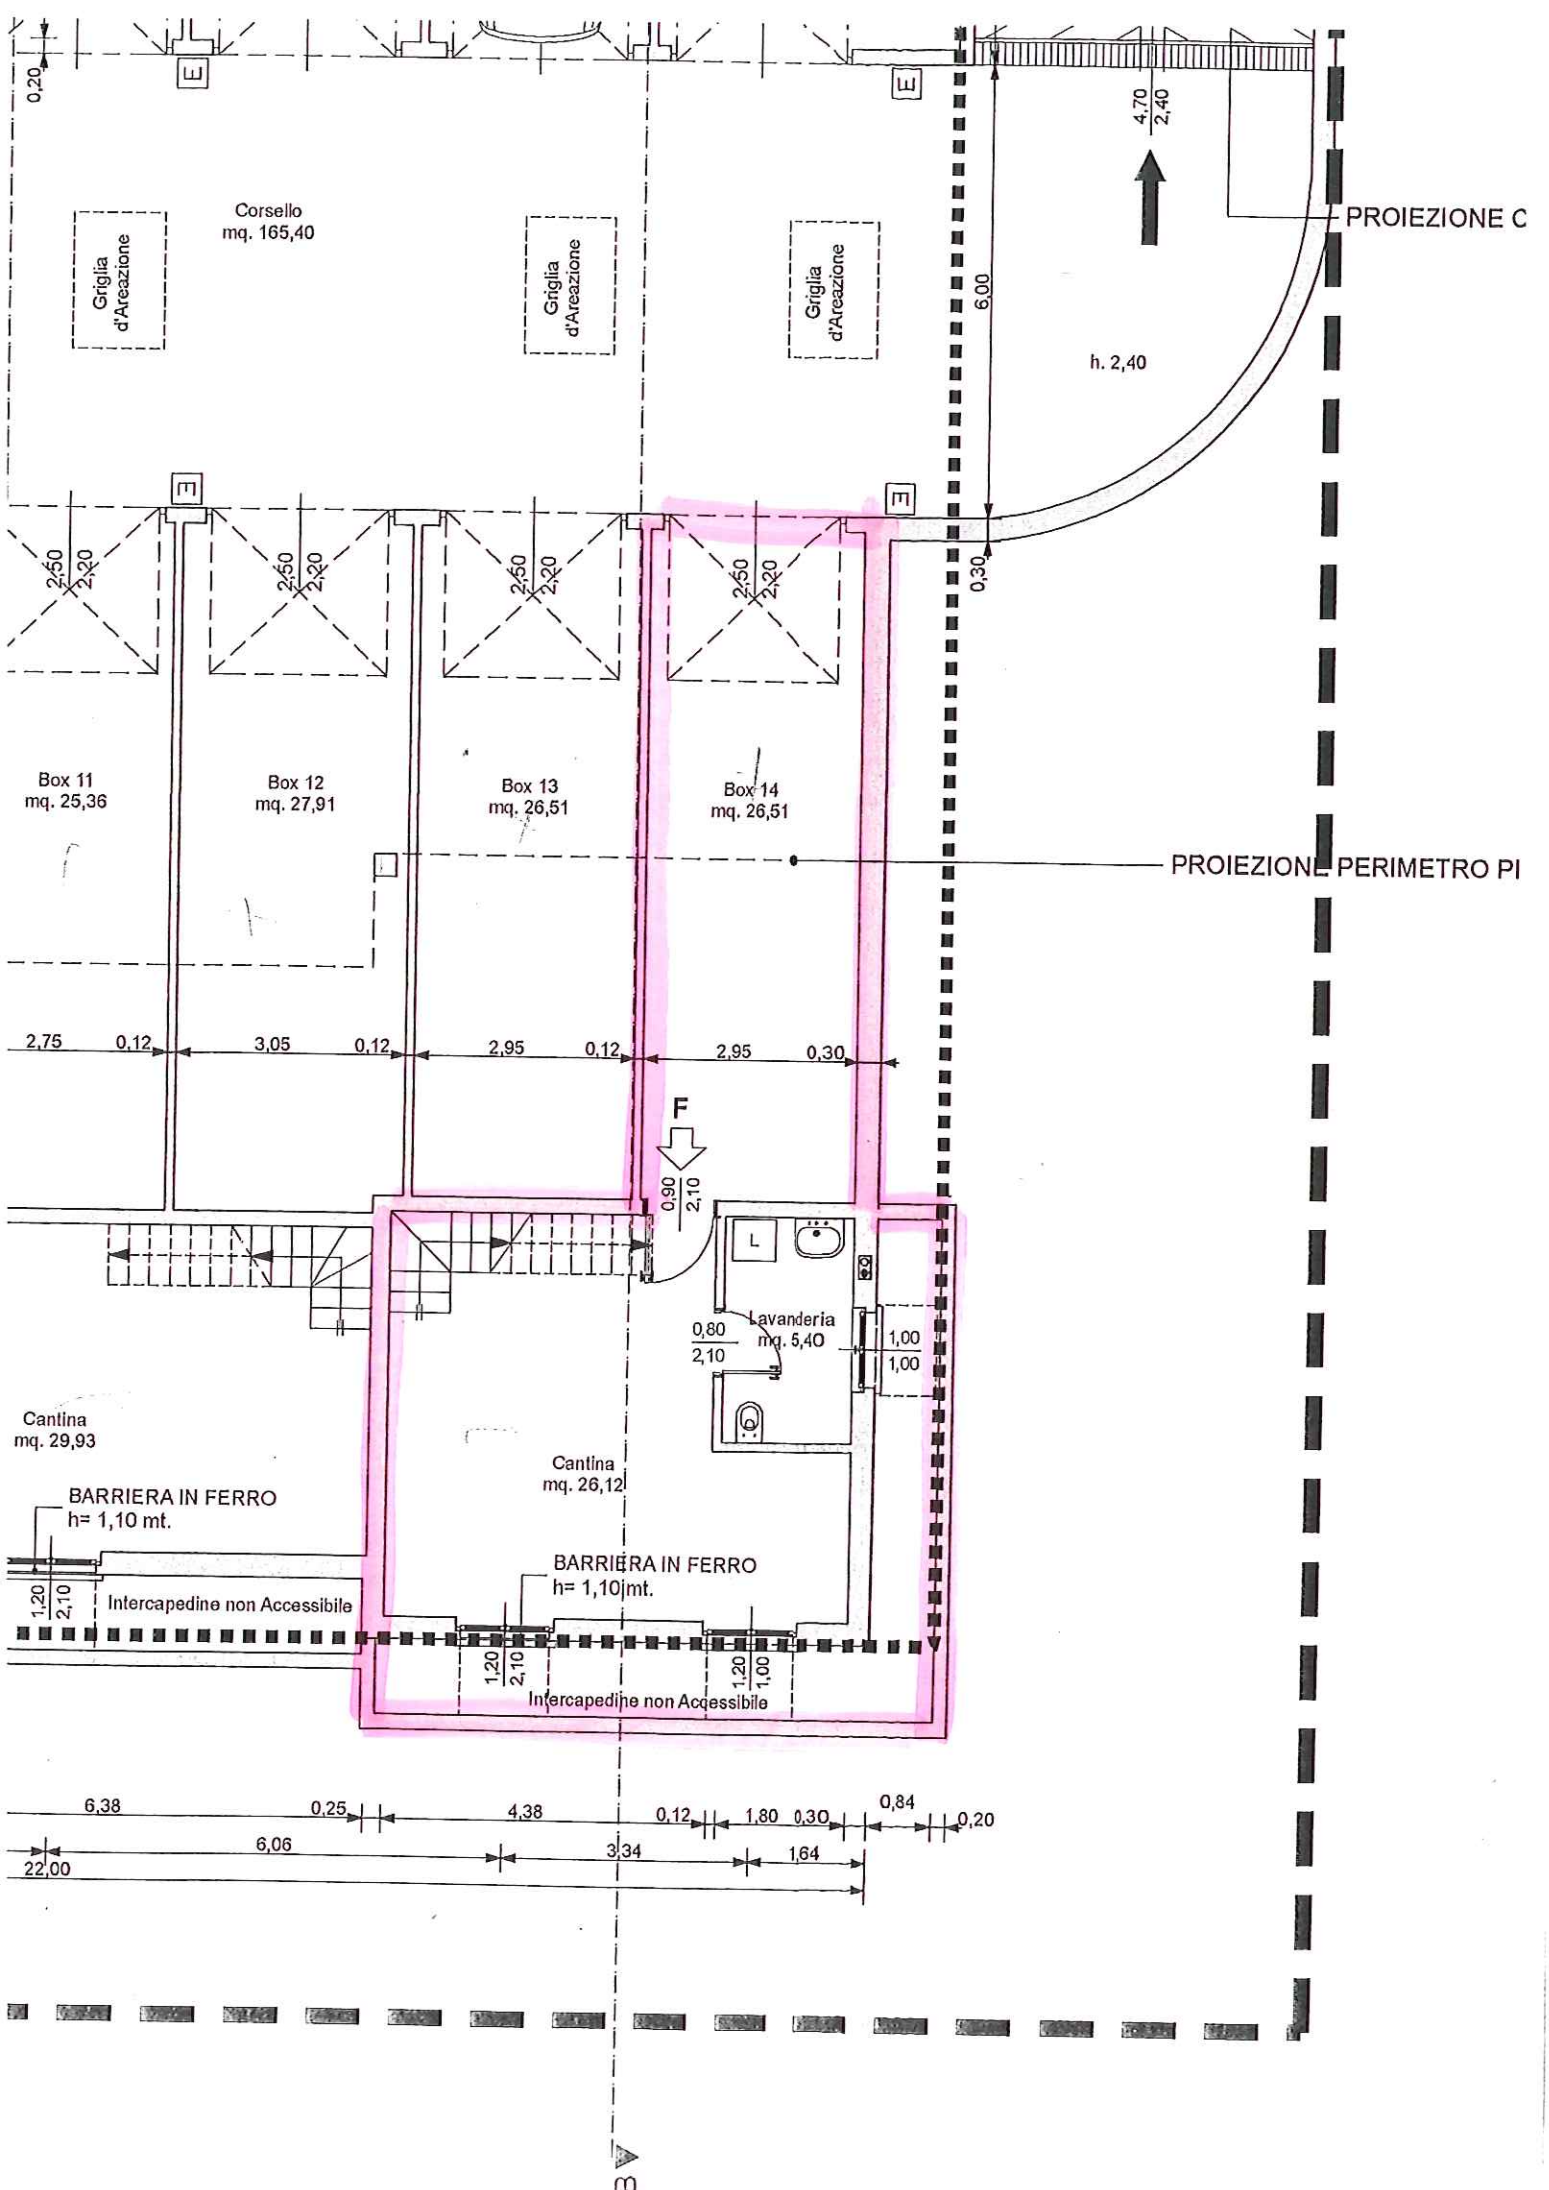 0,20
E
E
4,70
2,40
PROIEZIONE C
Corsello
mq. 165,40
Griglia
d'Areazione
Griglia
d'Areazione
Griglia
d'Areazione
6,00
h. 2,40
E
E
2,50
2,20
2,50
2,20
2,50
2,20
2,50
2,20
0,30
Box 11
mq. 25,36
Box 12
mq. 27,91
Box 13
mq. 26,51
Box 14
mq. 26,51
PROIEZIONE PERIMETRO PI
2,75
0,12
3,05
0,12
2,95
0,12
2,95
0,30
F
0,90
2,10
L
Lavanderia
mq. 5,40
0,80
2,10
1,00
1,00
Cantina
mq. 29,93
Cantina
mq. 26,12
BARRIERA IN FERRO
h= 1,10 mt.
BARRIERA IN FERRO
h= 1,10 mt.
1,20
2,10
Intercapedine non Accessibile
1,20
2,10
1,20
1,00
Intercapedine non Accessibile
6,38
0,25
4,38
0,12
1,80
0,30
0,84
0,20
6,06
3,34
1,64
22,00